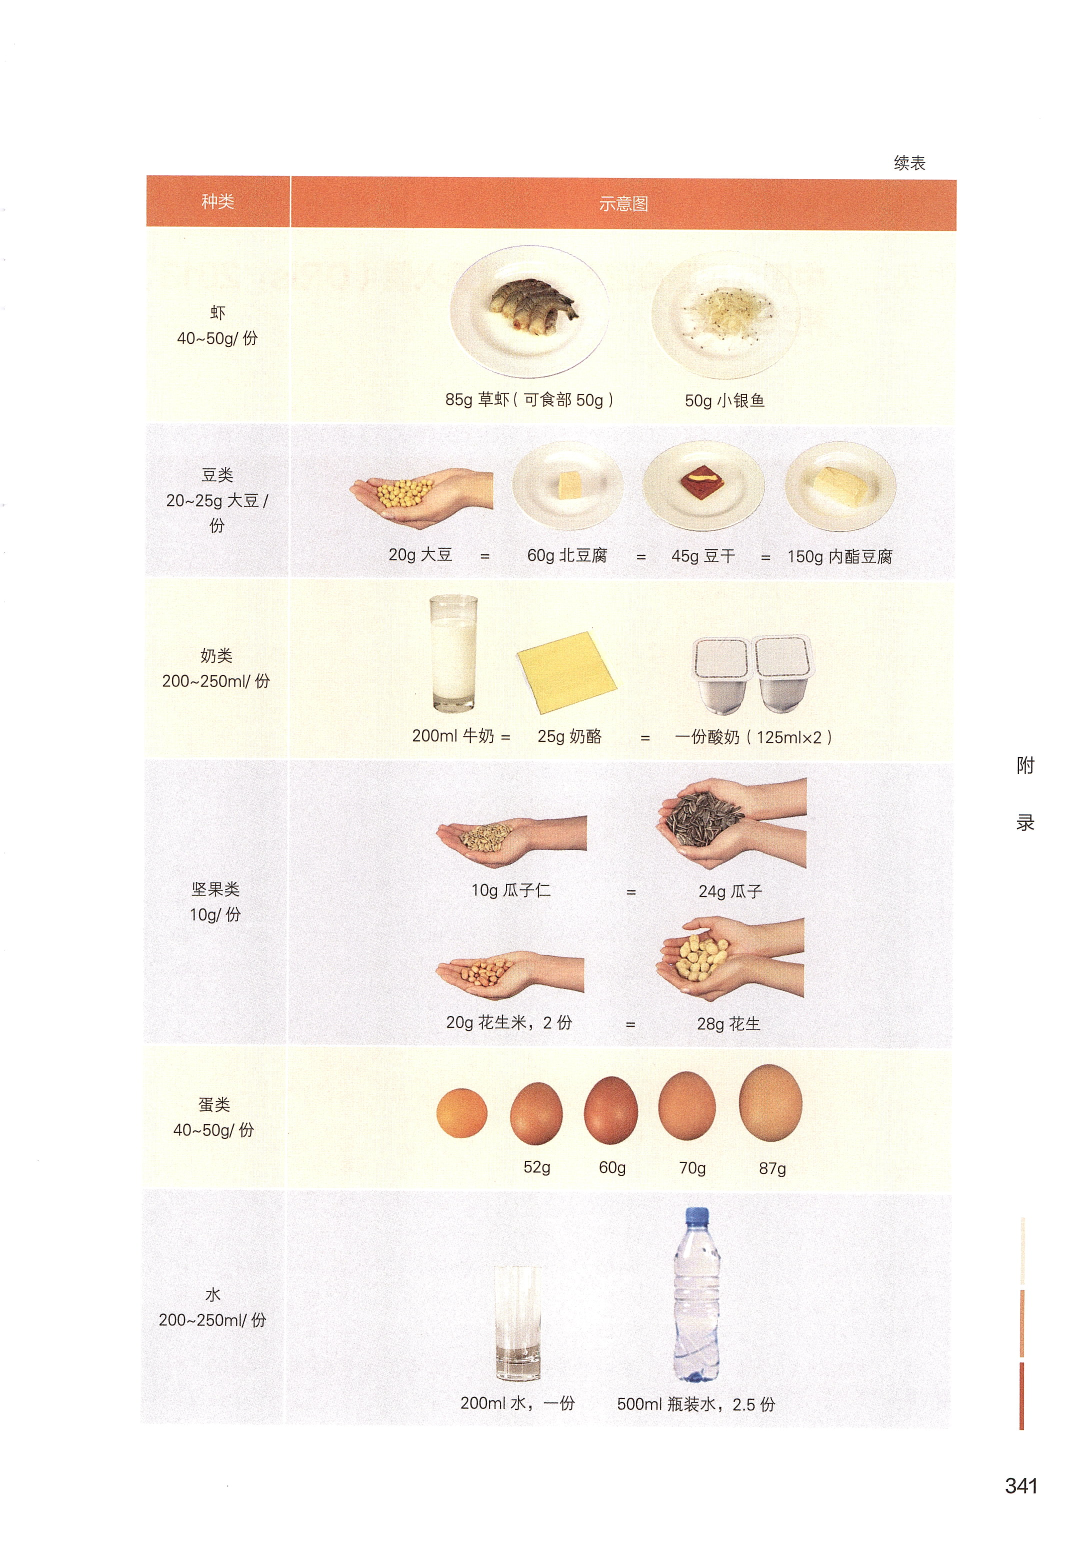 续表
种类 示意图
虾
40~50g/ 份
85g 草虾（可食部 50g） 50g 小银鱼
豆类
20~25g 大豆 /
份
20g 大豆 = 60g 北豆腐 = 45g 豆干 = 150g 内酯豆腐
奶类
200~250ml/ 份
200ml 牛奶 = 25g 奶酪 = 一份酸奶（125ml×2）
附
录
坚果类
10g/ 份
10g 瓜子仁 = 24g 瓜子
20g 花生米，2 份 = 28g 花生
蛋类
40~50g/ 份
52g 60g 70g 87g
水
200~250ml/ 份
200ml 水，一份 500ml 瓶装水，2.5 份
341